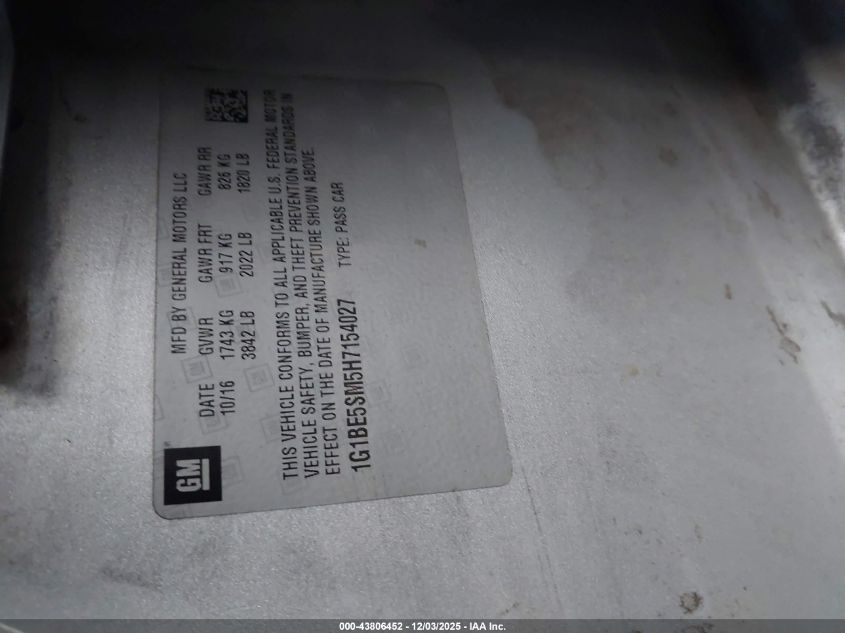 GM
MFD BY GENERAL MOTORS LLC
DATE GVWR GAWR FRT GAWR RR
10/16 1743 KG 917 KG 826 KG
3842 LB 2022 LB 1820 LB
THIS VEHICLE CONFORMS TO ALL APPLICABLE U.S. FEDERAL MOTOR
VEHICLE SAFETY, BUMPER, AND THEFT PREVENTION STANDARDS IN
EFFECT ON THE DATE OF MANUFACTURE SHOWN ABOVE.
1G1BE5SM5H7154027 TYPE: PASS CAR
000-43806452 - 12/03/2025 - IAA Inc.